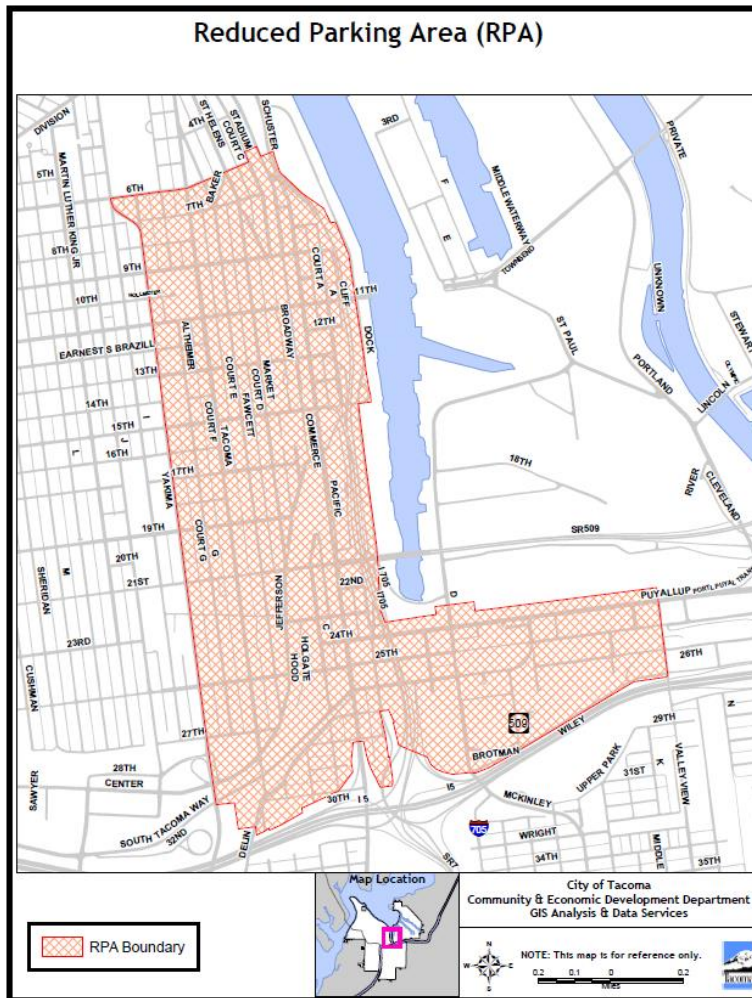 Reduced Parking Area (RPA)
DIVISION
4TH
ST HELENS
STADIUM
COURT C
SCHUSTER
3RD
PRIVATE
5TH
MARTIN LUTHER KING JR
6TH
7TH
BAKER
F
E
MIDDLE WATERWAY
8TH
9TH
COURT A
A
CLIFF
TOWNSEND
UNKNOWN
10TH
11TH
12TH
BROADWAY
DOCK
ST PAUL
STEWART
EARNEST S BRAZILL
ALTHEIMER
13TH
COURT E
MARKET
COURT D
FAWCETT
PORTLAND
LINCOLN
OLYMPIC
14TH
15TH
I
J
L
16TH
COURT F
TACOMA
COMMERCE
PACIFIC
17TH
YAKIMA
18TH
RIVER
CLEVELAND
19TH
SR509
COURT G
G
20TH
21ST
M
SHERIDAN
22ND
I 705
I705
JEFFERSON
D
PUYALLUP
23RD
C
24TH
HOLGATE
HOOD
25TH
26TH
CUSHMAN
509
27TH
BROTMAN
WILEY
29TH
N
28TH
CENTER
SAWYER
UPPER PARK
K
31ST
VALLEY VIEW
SOUTH TACOMA WAY
32ND
DELIN
30TH
I 5
I5
SR7
MCKINLEY
705
WRIGHT
34TH
MIDDLE
35TH
RPA Boundary
Map Location
City of Tacoma
Community & Economic Development Department
GIS Analysis & Data Services
N
W
E
S
NOTE: This map is for reference only.
0.2 0.1 0 0.2
Miles
Tacoma